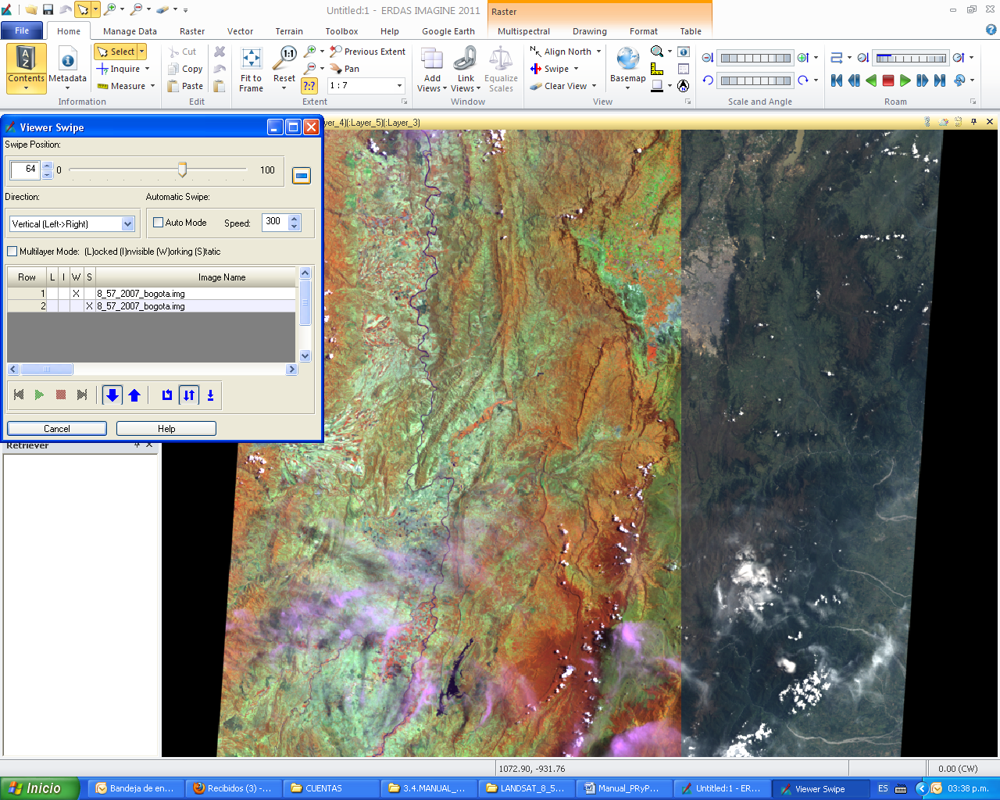 Untitled:1 - ERDAS IMAGINE 2011
Raster
File
Home
Manage Data
Raster
Vector
Terrain
Toolbox
Help
Google Earth
Multispectral
Drawing
Format
Table
Contents
Metadata
Select
Inquire
Measure
Information
Cut
Copy
Paste
Edit
Fit to Frame
1:1
Reset
Previous Extent
Pan
?:?
1 : 7
Extent
Add Views
Link Views
Equalize Scales
Window
Align North
Swipe
Clear View
Basemap
View
Scale and Angle
Roam
Viewer Swipe
yer_4)(:Layer_5)(:Layer_3)
Swipe Position:
64
0
100
Direction:
Automatic Swipe:
Vertical (Left->Right)
Auto Mode
Speed:
300
Multilayer Mode: (L)ocked (I)nvisible (W)orking (S)tatic
Row L I W S Image Name
1 X 8_57_2007_bogota.img
2 X 8_57_2007_bogota.img
Cancel
Help
Retriever
1072.90, -931.76
0.00 (CW)
Inicio
Bandeja de en...
Recibidos (3) -...
CUENTAS
3.4.MANUAL_...
LANDSAT_8_5...
Manual_PRyP...
Untitled:1 - ER...
Viewer Swipe
ES
03:38 p.m.